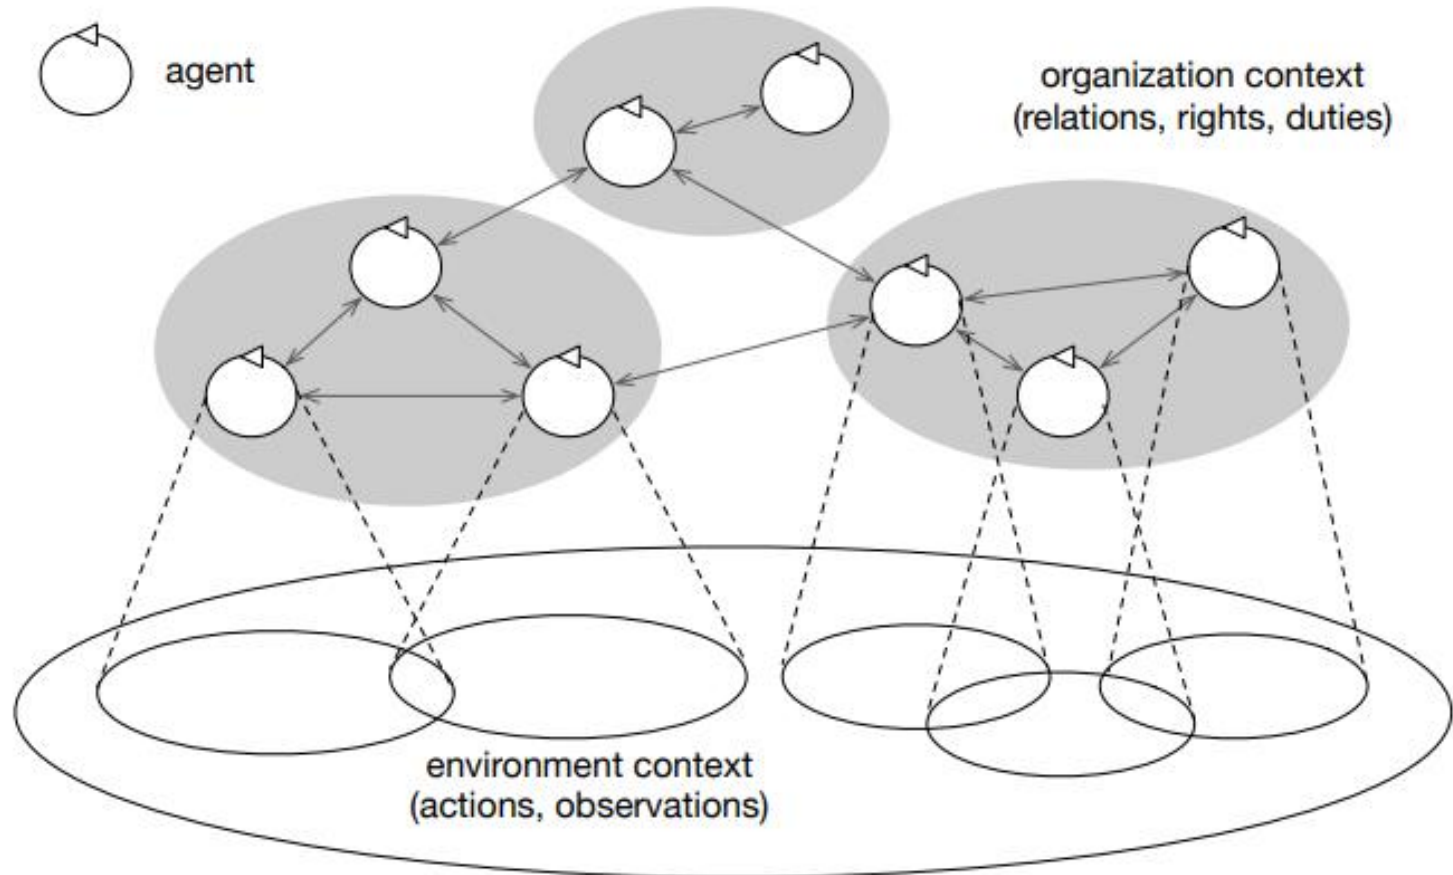 agent
organization context
(relations, rights, duties)
environment context
(actions, observations)